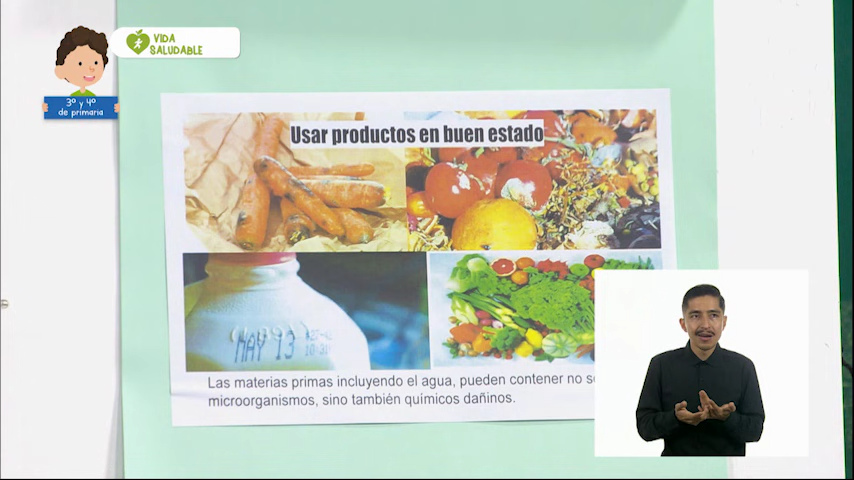 VIDA
SALUDABLE
3º y 4º
de primaria
Usar productos en buen estado
MAY 13
Las materias primas incluyendo el agua, pueden contener no
microorganismos, sino también químicos dañinos.